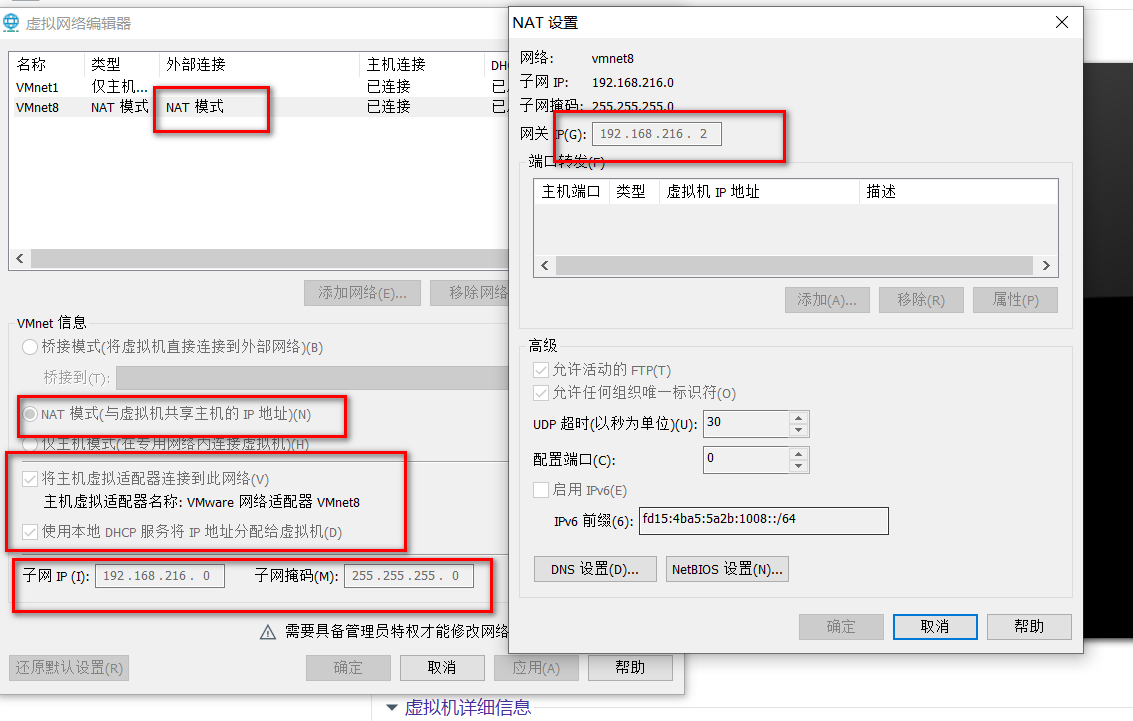 虚拟网络编辑器
名称 类型 外部连接 主机连接
VMnet1 仅主机... 已连接
VMnet8 NAT 模式 NAT 模式 已连接
添加网络(E)... 移除网络
VMnet 信息
桥接模式(将虚拟机直接连接到外部网络)(B)
桥接到(T):
NAT 模式(与虚拟机共享主机的 IP 地址)(N)
仅主机模式(在专用网络内连接虚拟机)(H)
将主机虚拟适配器连接到此网络(V)
主机虚拟适配器名称: VMware 网络适配器 VMnet8
使用本地 DHCP 服务将 IP 地址分配给虚拟机(D)
子网 IP (I): 192 . 168 . 216 . 0 子网掩码(M): 255 . 255 . 255 . 0
需要具备管理员特权才能修改网络
还原默认设置(R) 确定 取消 应用(A) 帮助
虚拟机详细信息
NAT 设置
网络: vmnet8
子网 IP: 192.168.216.0
子网掩码: 255.255.255.0
网关 IP(G): 192 . 168 . 216 . 2
端口转发(F)
主机端口 类型 虚拟机 IP 地址 描述
添加(A)... 移除(R) 属性(P)
高级
允许活动的 FTP(T)
允许任何组织唯一标识符(O)
UDP 超时(以秒为单位)(U): 30
配置端口(C): 0
启用 IPv6(E)
IPv6 前缀(6): fd15:4ba5:5a2b:1008::/64
DNS 设置(D)... NetBIOS 设置(N)...
确定 取消 帮助